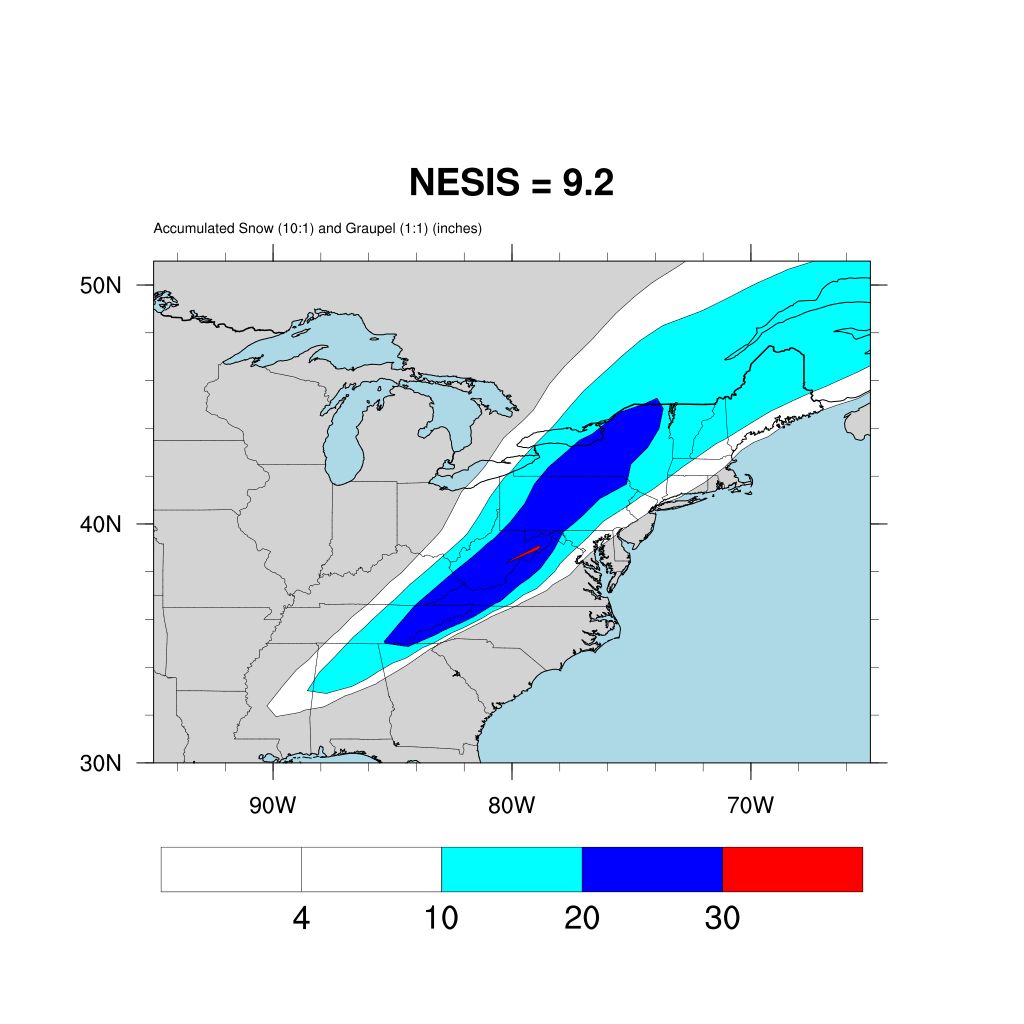 NESIS = 9.2
Accumulated Snow (10:1) and Graupel (1:1) (inches)
50N
40N
30N
90W 80W 70W
4 10 20 30